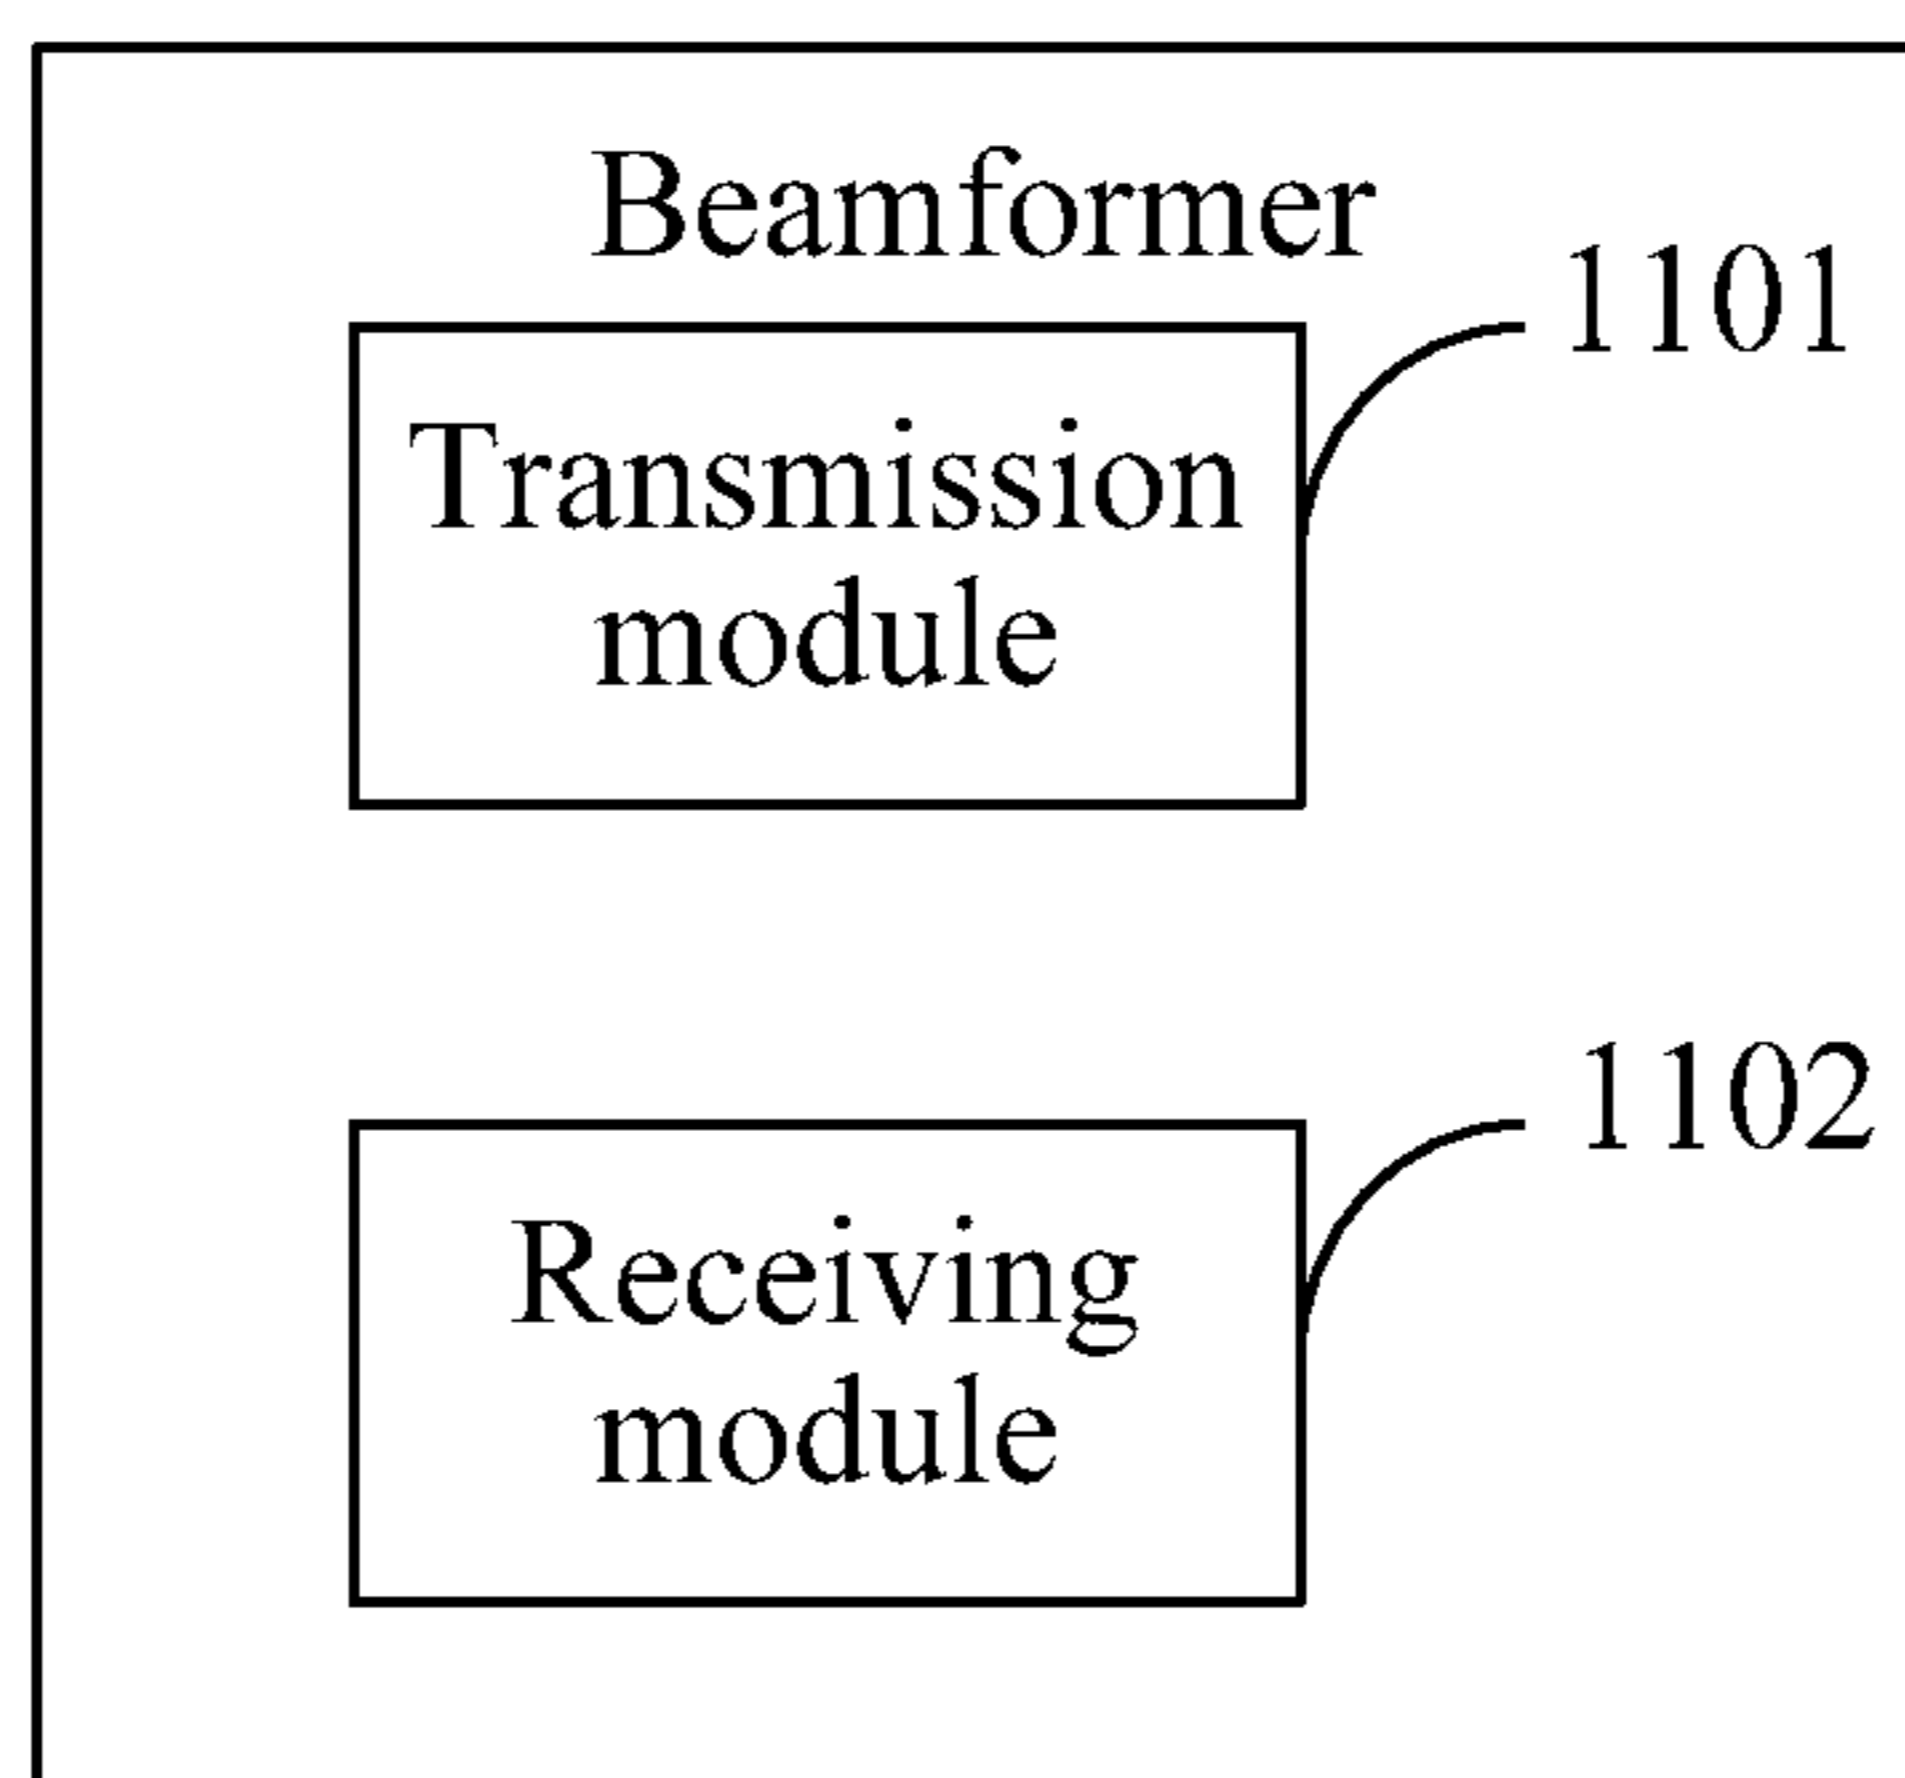 Beamformer
1101
Transmission
module
1102
Receiving
module